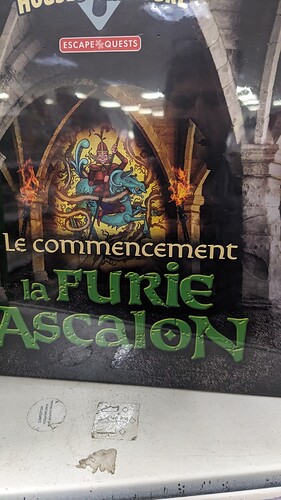 ESCAPE QUESTS
Le commencement
la FURIE
ASCALON